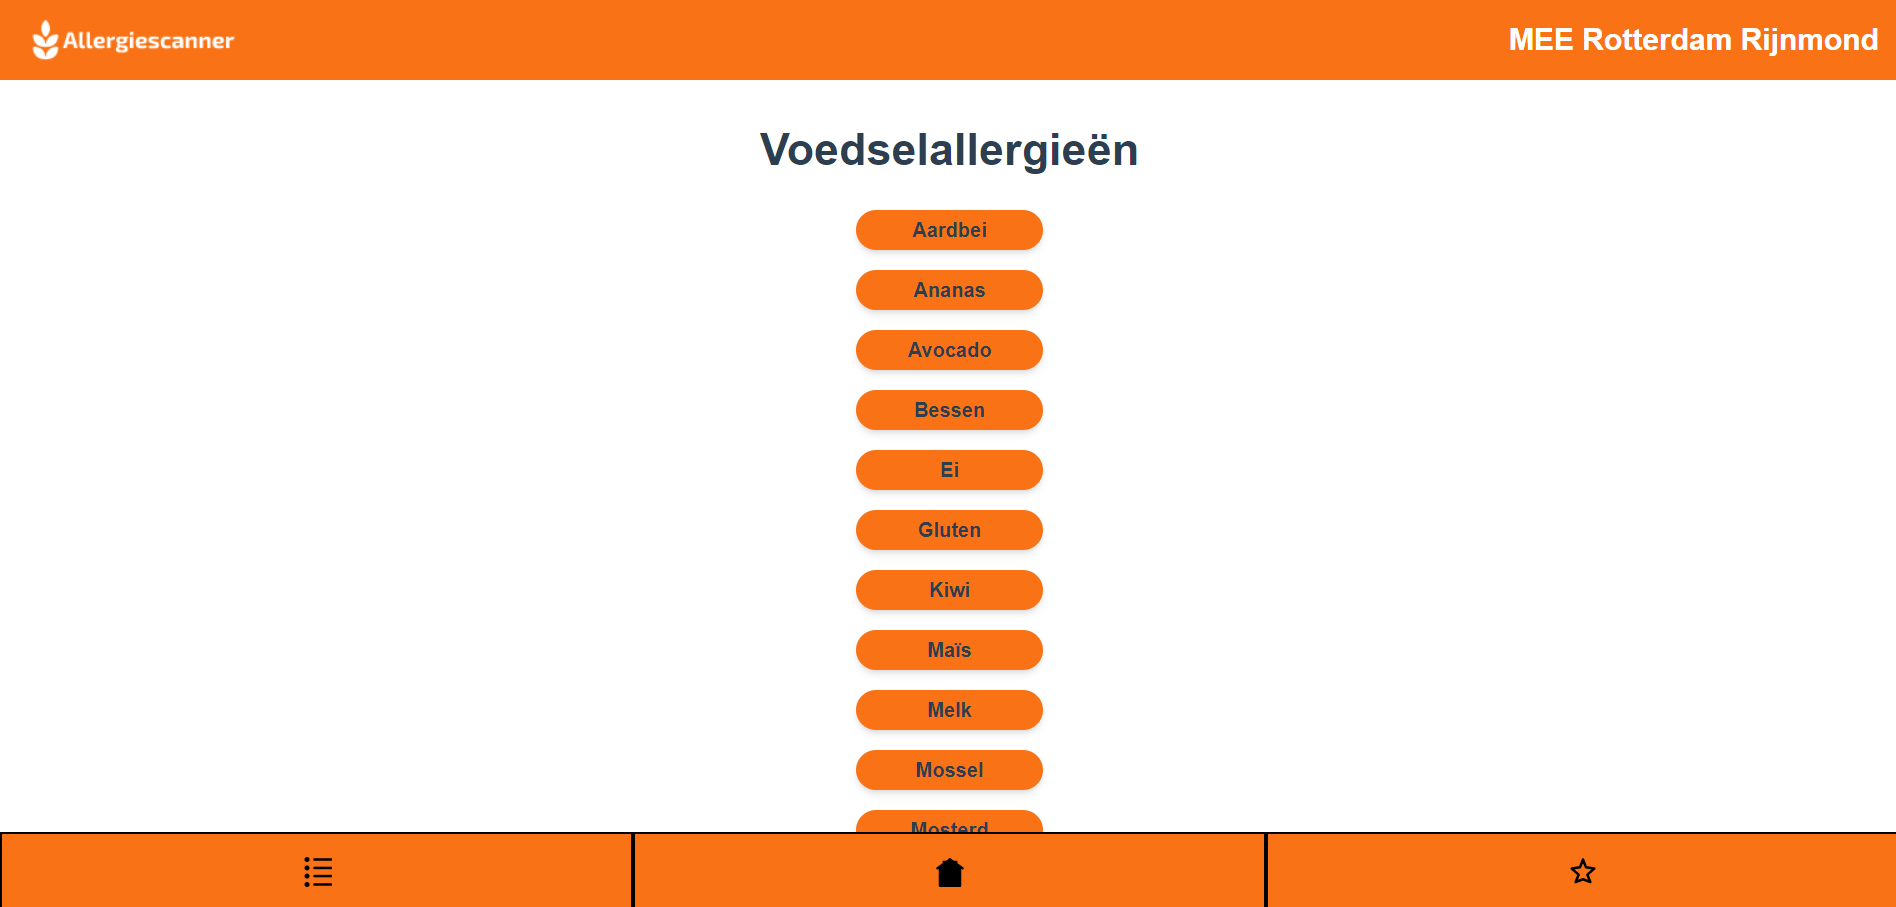 Allergiescanner
MEE Rotterdam Rijnmond
Voedselallergieën
Aardbei
Ananas
Avocado
Bessen
Ei
Gluten
Kiwi
Maïs
Melk
Mossel
Mosterd